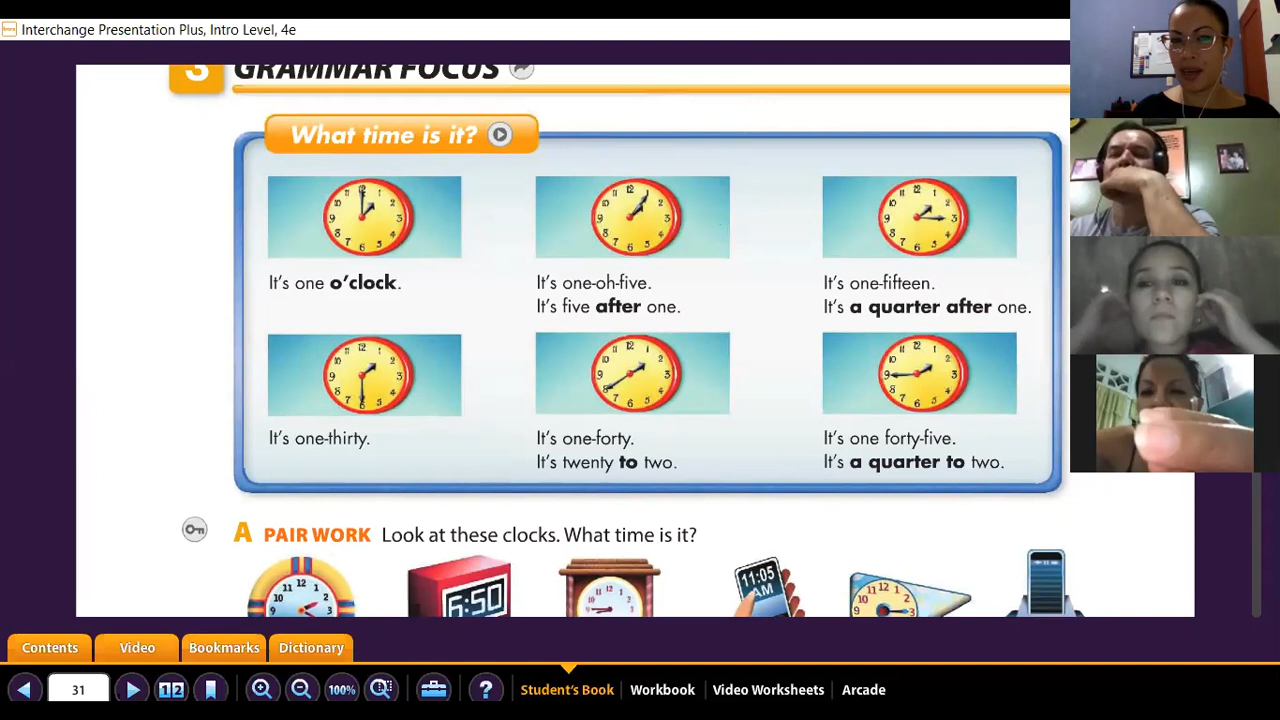 Interchange Presentation Plus, Intro Level, 4e
3 GRAMMAR FOCUS
What time is it?
It's one o'clock.
It's one-oh-five.
It's five after one.
It's one-fifteen.
It's a quarter after one.
It's one-thirty.
It's one-forty.
It's twenty to two.
It's one forty-five.
It's a quarter to two.
A PAIR WORK Look at these clocks. What time is it?
6:50
11:05
AM
Contents Video Bookmarks Dictionary
31 1 2 100% ? Student's Book Workbook Video Worksheets Arcade